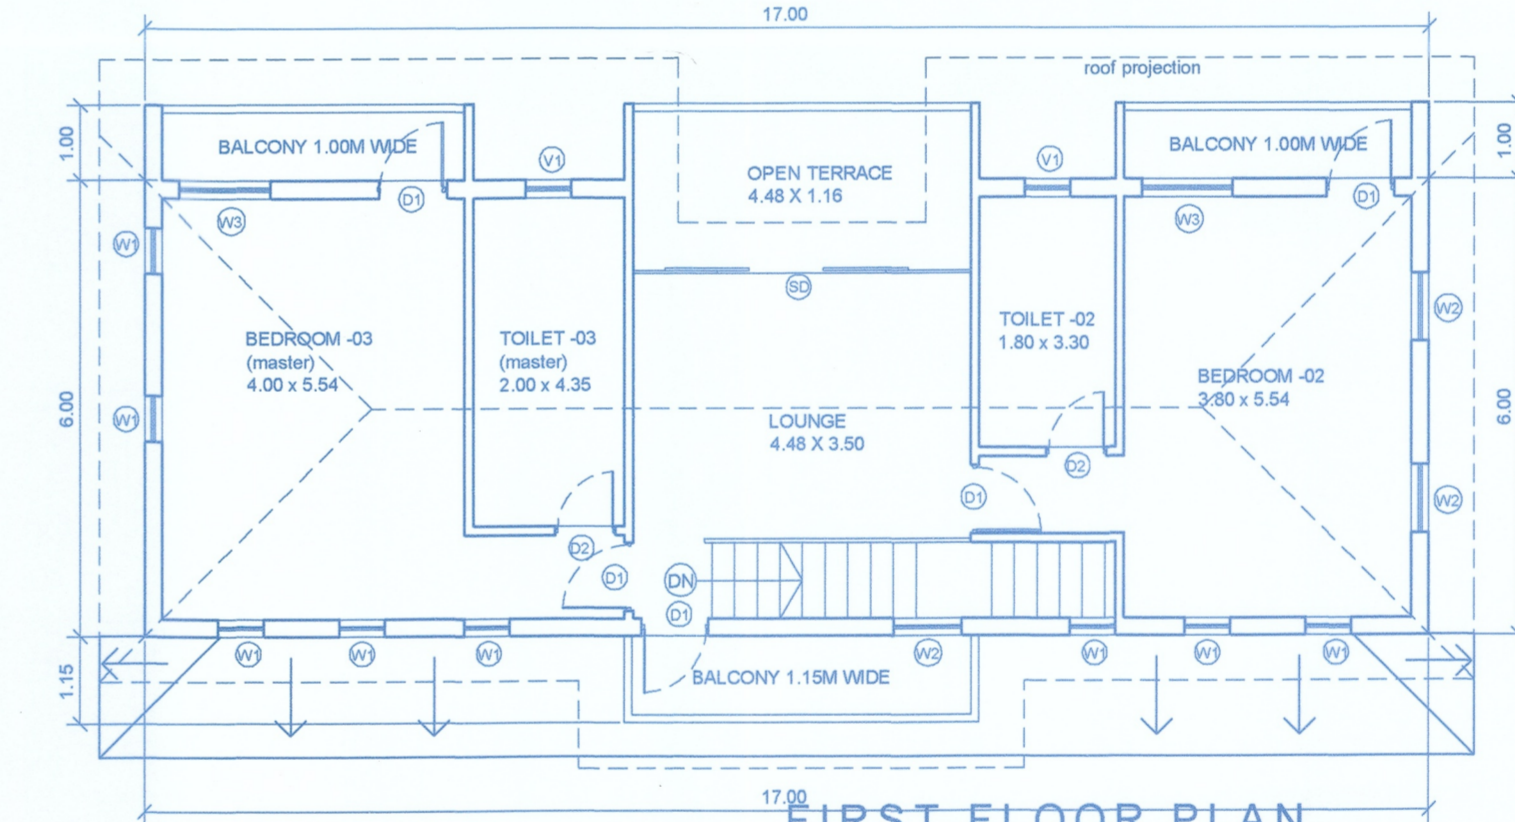 17.00
roof projection
1.00
BALCONY 1.00M WIDE
V1
OPEN TERRACE
4.48 X 1.16
V1
BALCONY 1.00M WIDE
1.00
W3
D1
W3
D1
W1
SD
W2
BEDROOM -03
(master)
4.00 x 5.54
TOILET -03
(master)
2.00 x 4.35
TOILET -02
1.80 x 3.30
BEDROOM -02
3.80 x 5.54
6.00
W1
LOUNGE
4.48 X 3.50
6.00
D2
D1
W2
D2
D1
DN
D1
W1
W1
W1
W2
W1
W1
W1
1.15
BALCONY 1.15M WIDE
17.00
FIRST FLOOR PLAN